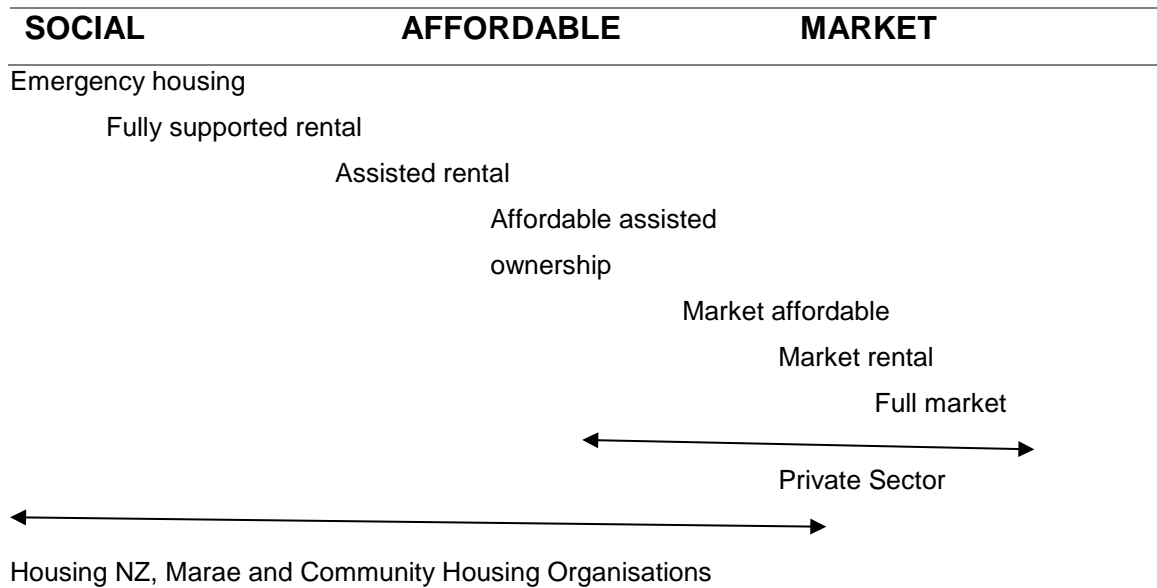 SOCIAL AFFORDABLE MARKET
Emergency housing
Fully supported rental
Assisted rental
Affordable assisted
ownership
Market affordable
Market rental
Full market
Private Sector
Housing NZ, Marae and Community Housing Organisations